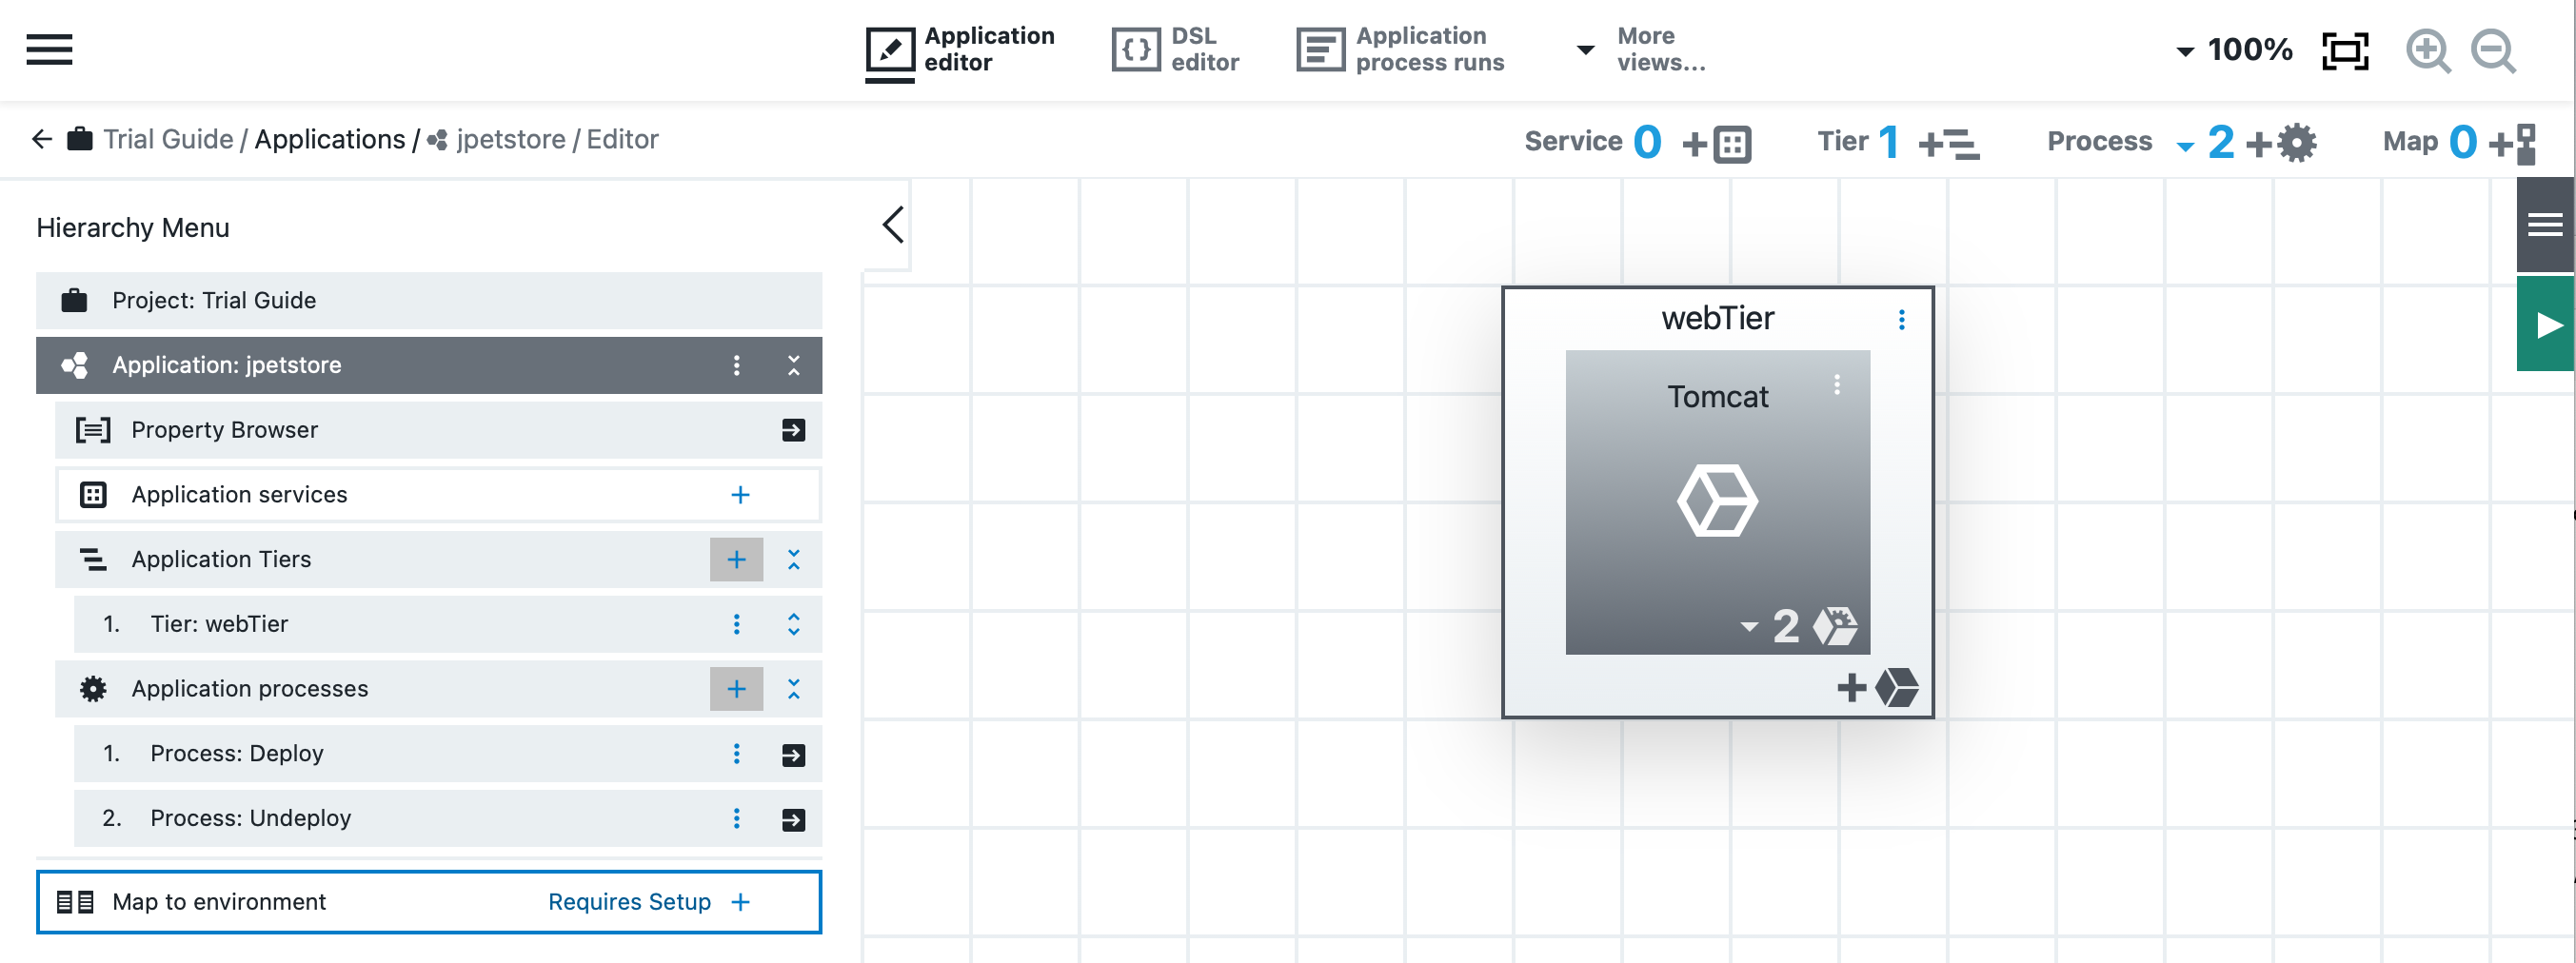 Application
editor
DSL
editor
Application
process runs
More
views...
100%
Trial Guide / Applications / jpetstore / Editor
Service 0
Tier 1
Process 2
Map 0
Hierarchy Menu
Project: Trial Guide
Application: jpetstore
Property Browser
Application services
Application Tiers
1. Tier: webTier
Application processes
1. Process: Deploy
2. Process: Undeploy
Map to environment Requires Setup
webTier
Tomcat
2